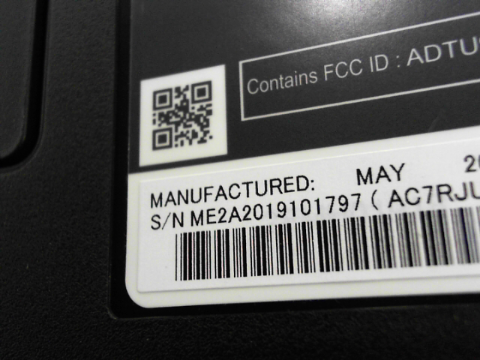 Contains FCC ID : ADTU
MANUFACTURED: MAY 20
S/N ME2A2019101797 ( AC7RJU